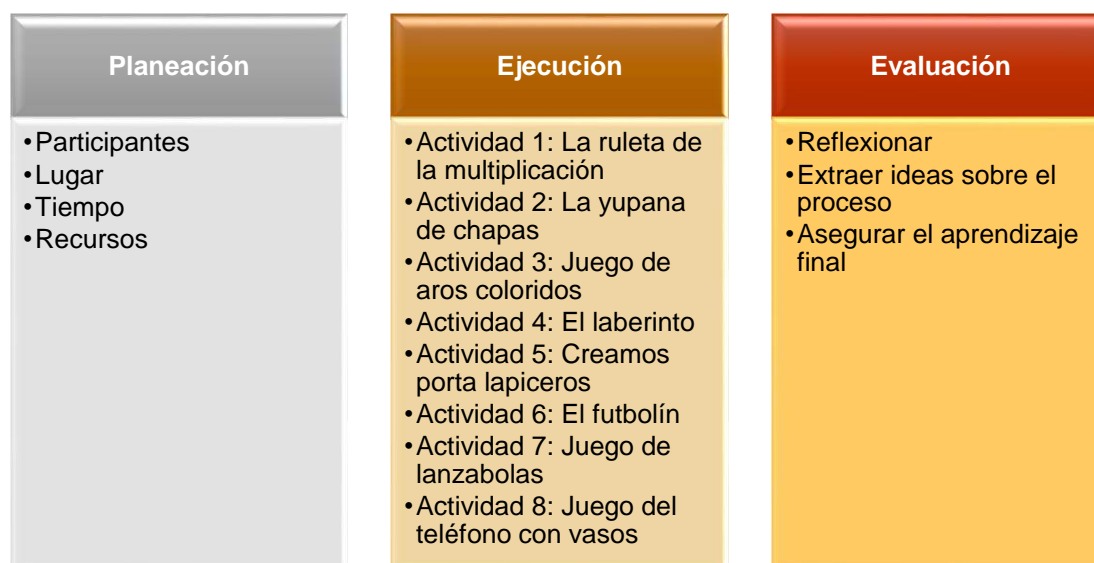 Planeación
•Participantes
•Lugar
•Tiempo
•Recursos
Ejecución
•Actividad 1: La ruleta de
la multiplicación
•Actividad 2: La yupana
de chapas
•Actividad 3: Juego de
aros coloridos
•Actividad 4: El laberinto
•Actividad 5: Creamos
porta lapiceros
•Actividad 6: El futbolín
•Actividad 7: Juego de
lanzabolas
•Actividad 8: Juego del
teléfono con vasos
Evaluación
•Reflexionar
•Extraer ideas sobre el
proceso
•Asegurar el aprendizaje
final